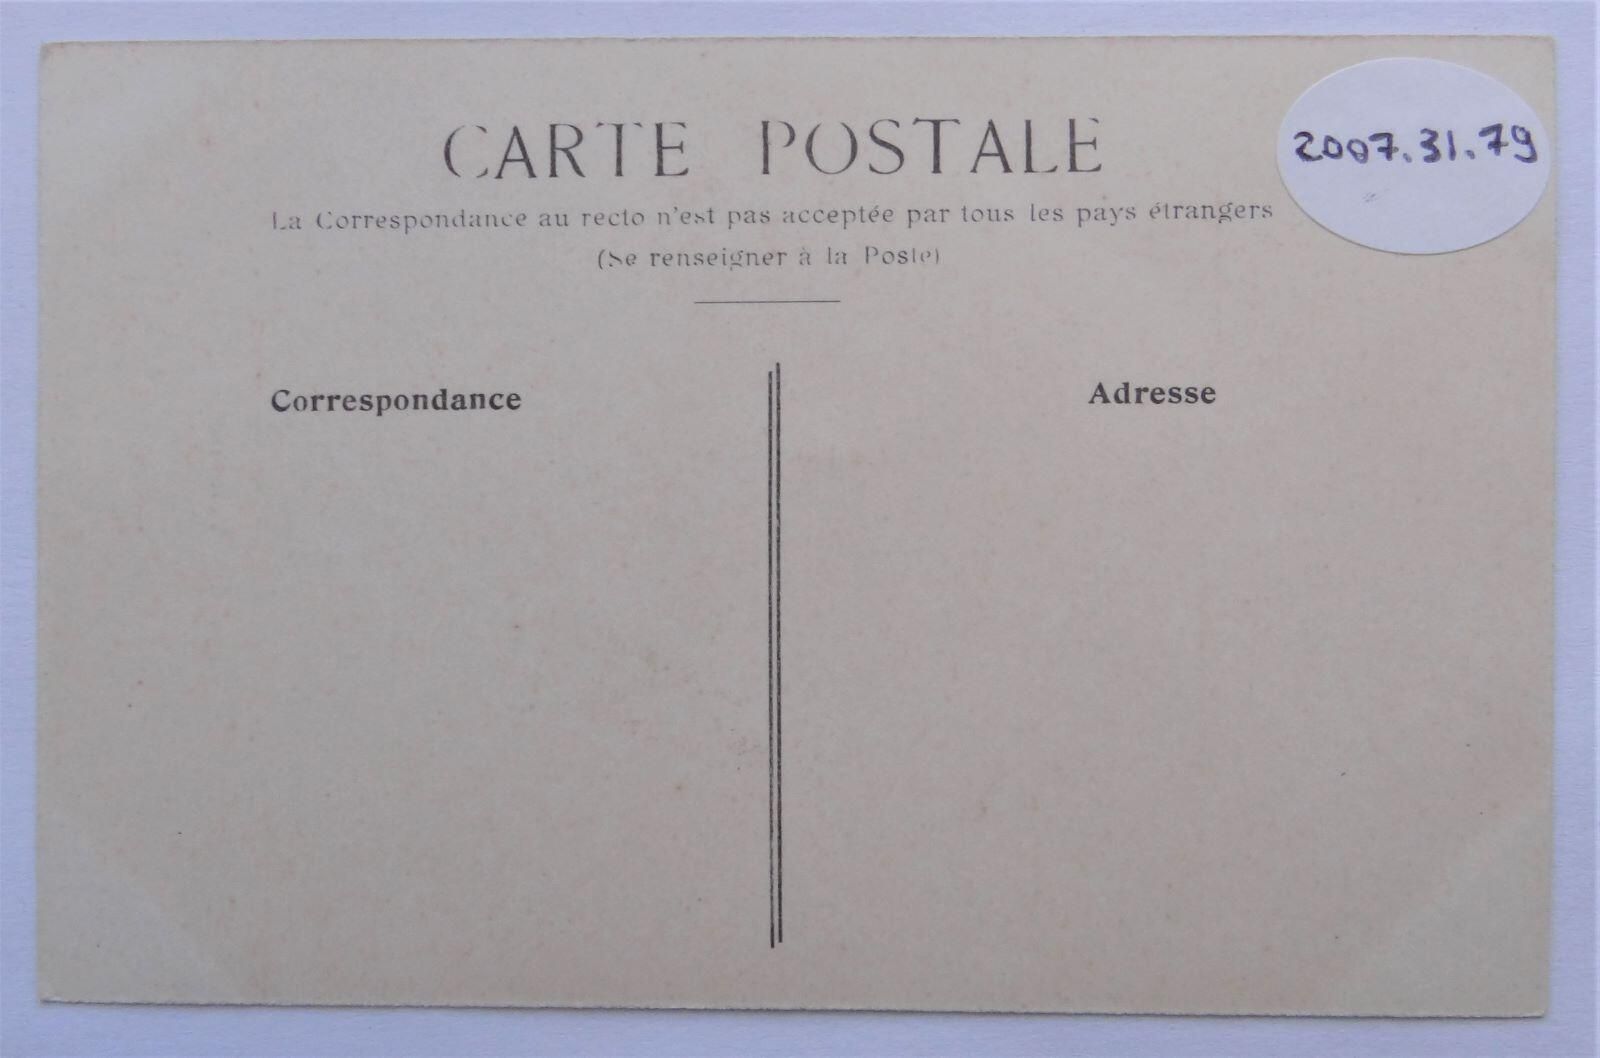 CARTE POSTALE
2007.31.79
La Correspondance au recto n'est pas acceptée par tous les pays étrangers
(Se renseigner à la Poste)
Correspondance
Adresse